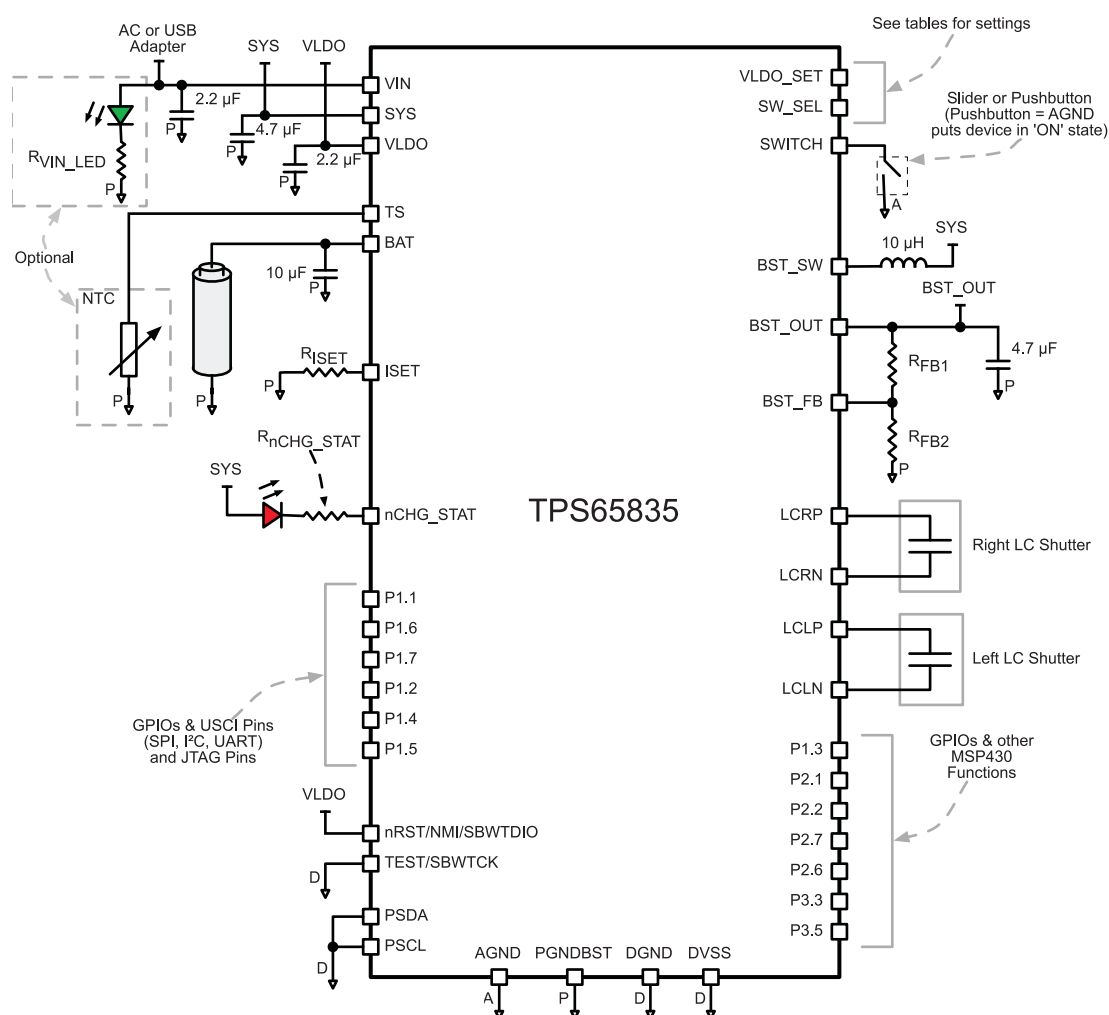 AC or USB
Adapter
SYS
VLDO
2.2 µF
P
4.7 µF
P
2.2 µF
P
RVIN_LED
P
Optional
NTC
P
P
10 µF
P
RISET
P
RnCHG_STAT
SYS
VIN
SYS
VLDO
TS
BAT
ISET
nCHG_STAT
P1.1
P1.6
P1.7
P1.2
P1.4
P1.5
GPIOs & USCI Pins
(SPI, I²C, UART)
and JTAG Pins
VLDO
nRST/NMI/SBWTDIO
TEST/SBWTCK
D
PSDA
PSCL
D
TPS65835
AGND
PGNDBST
DGND
DVSS
A
P
D
D
See tables for settings
VLDO_SET
SW_SEL
SWITCH
Slider or Pushbutton
(Pushbutton = AGND
puts device in 'ON' state)
A
SYS
10 µH
BST_SW
BST_OUT
BST_OUT
4.7 µF
P
RFB1
BST_FB
RFB2
P
LCRP
LCRN
Right LC Shutter
LCLP
LCLN
Left LC Shutter
P1.3
P2.1
P2.2
P2.7
P2.6
P3.3
P3.5
GPIOs & other
MSP430
Functions